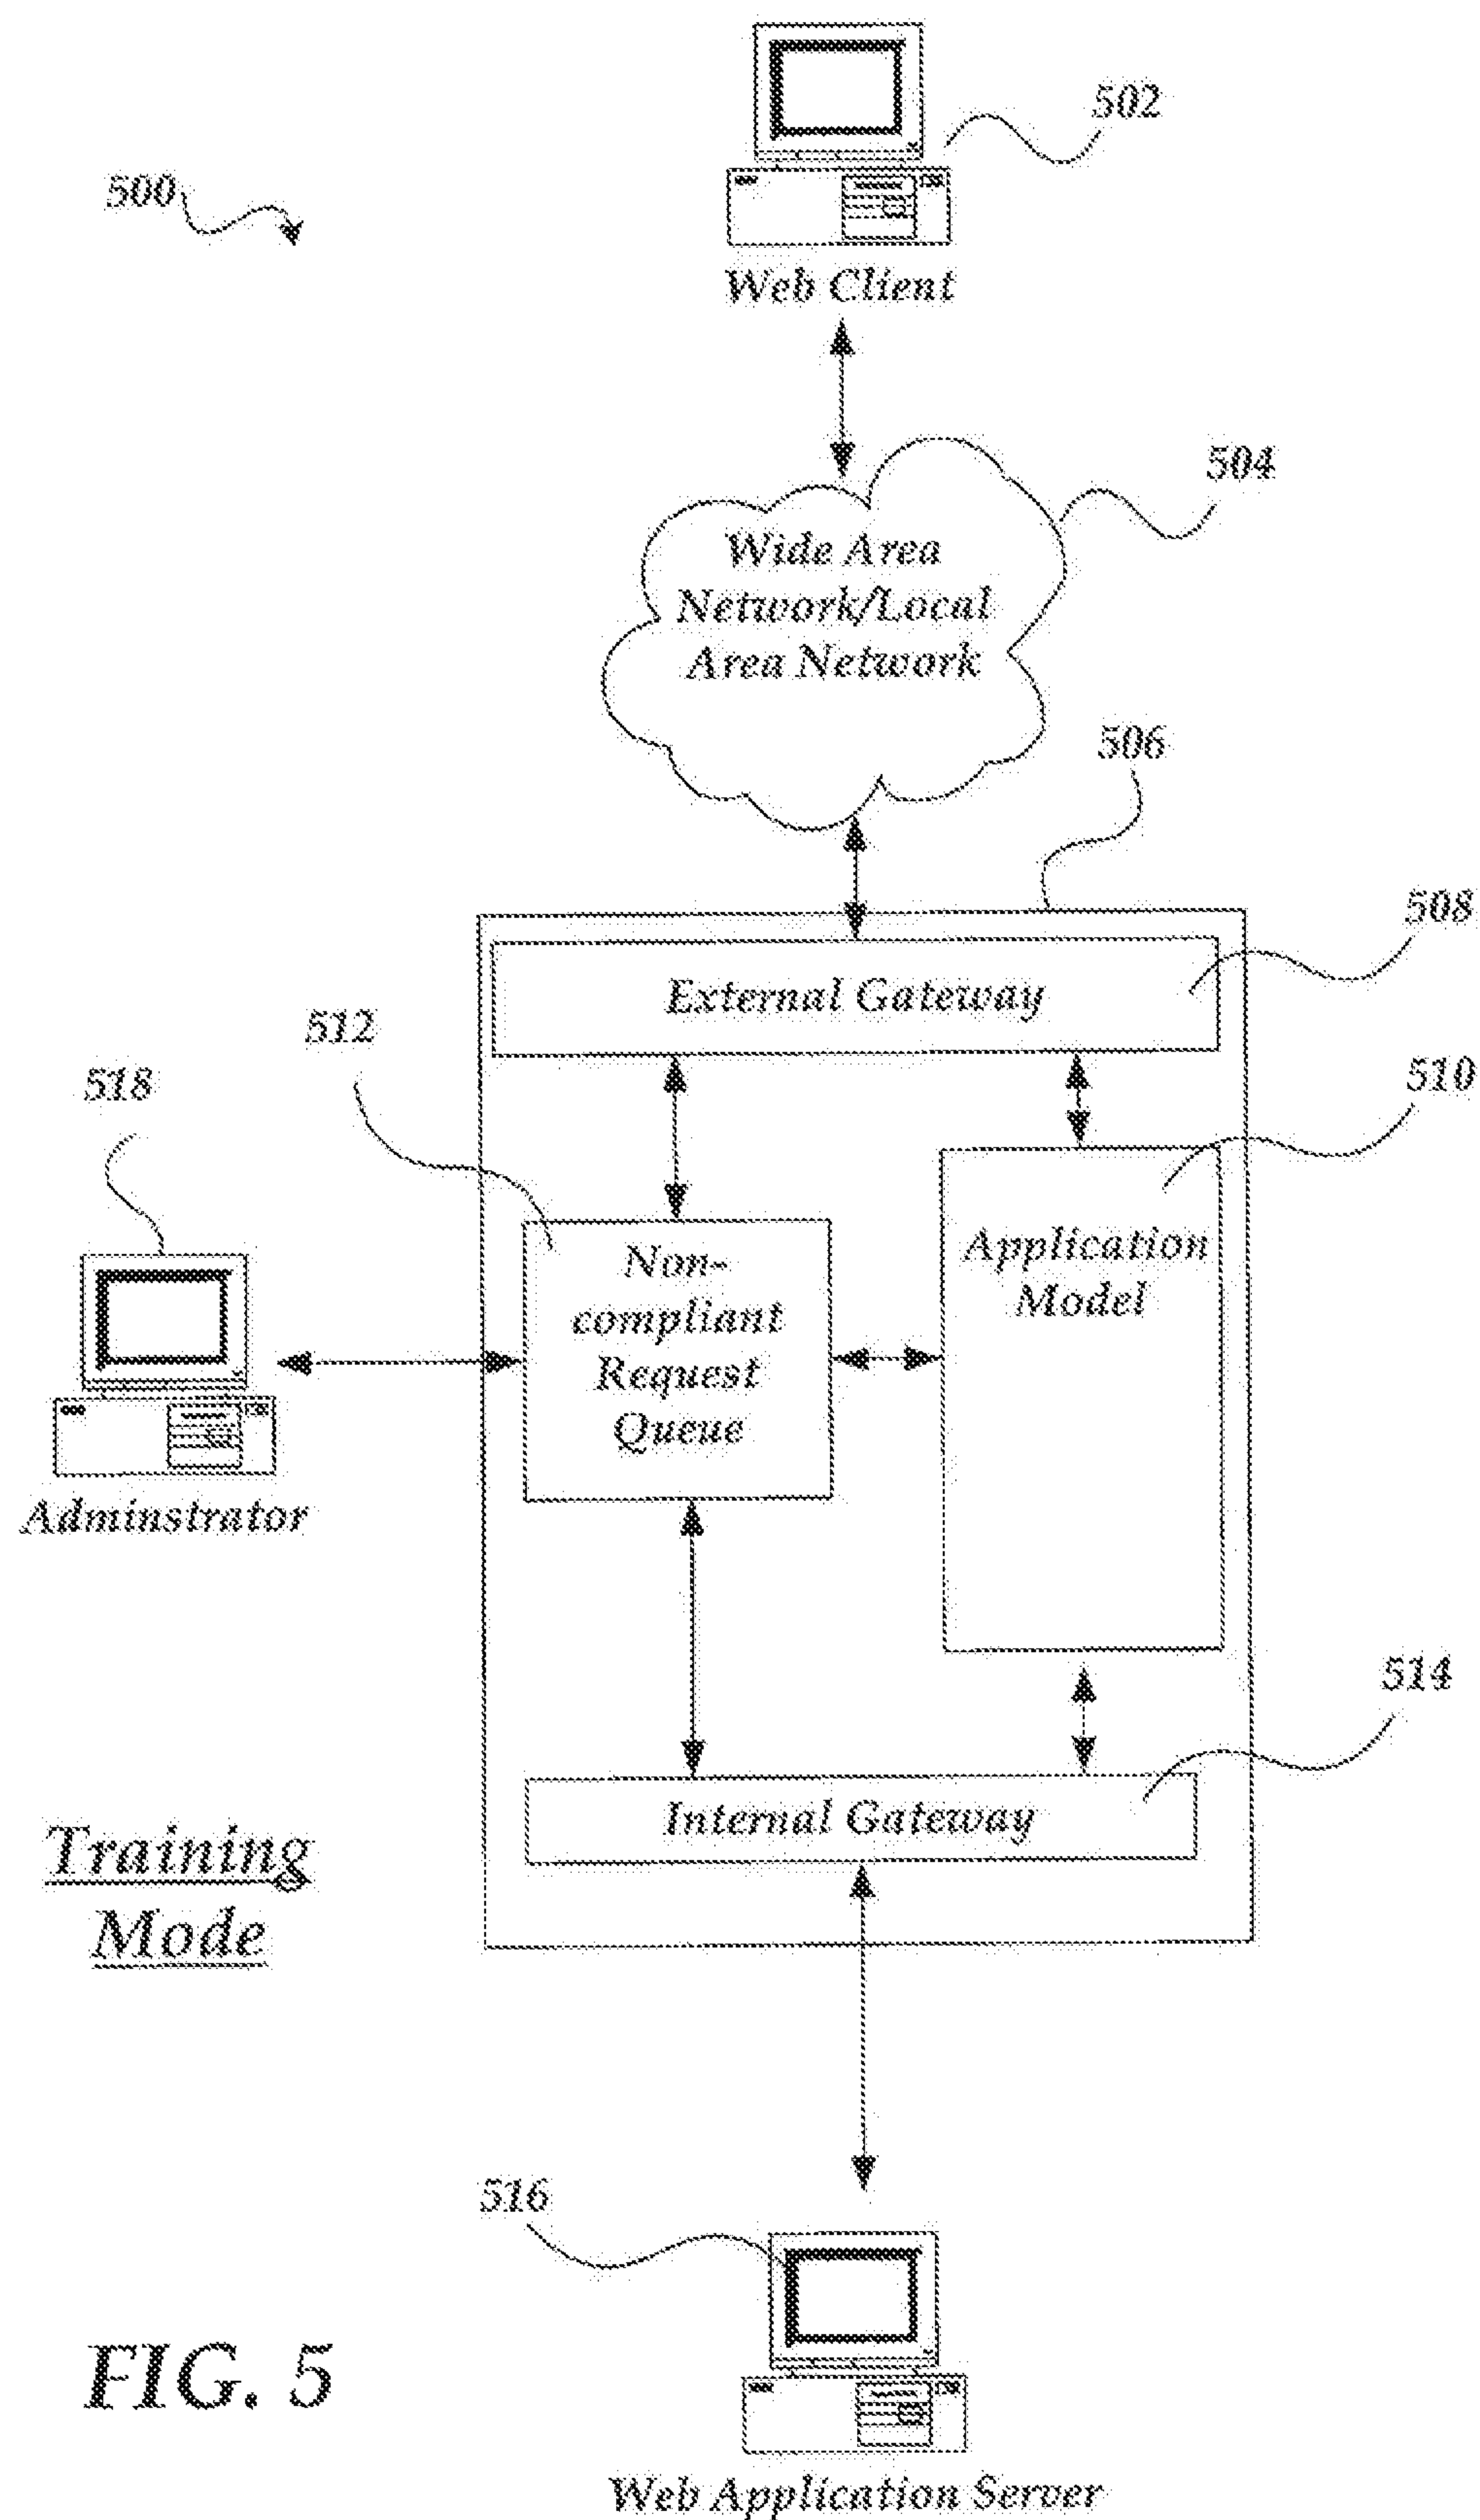 502
500
Web Client
504
Wide Area
Network/Local
Area Network
506
508
External Gateway
512
518
510
Non-
compliant
Request
Queue
Application
Model
Adminstrator
514
Internal Gateway
Training
Mode
516
FIG. 5
Web Application Server